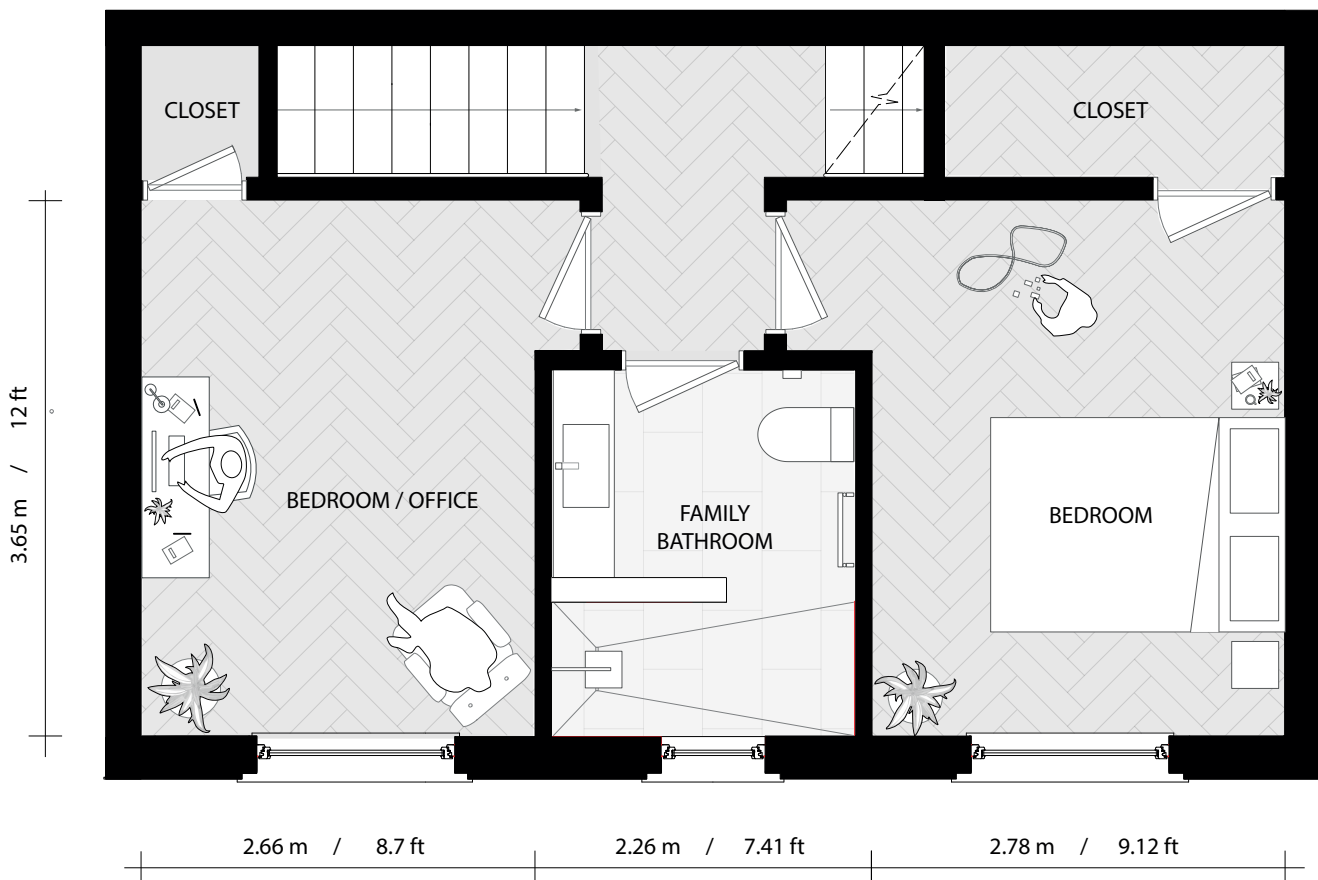 CLOSET
CLOSET
BEDROOM / OFFICE
FAMILY
BATHROOM
BEDROOM
3.65 m / 12 ft
2.66 m / 8.7 ft
2.26 m / 7.41 ft
2.78 m / 9.12 ft